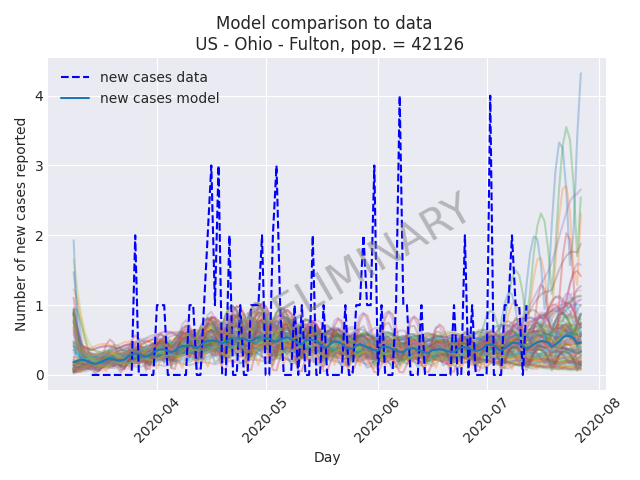 Model comparison to data
US - Ohio - Fulton, pop. = 42126
new cases data
new cases model
Number of new cases reported
4
3
2
1
0
2020-04
2020-05
2020-06
2020-07
2020-08
Day